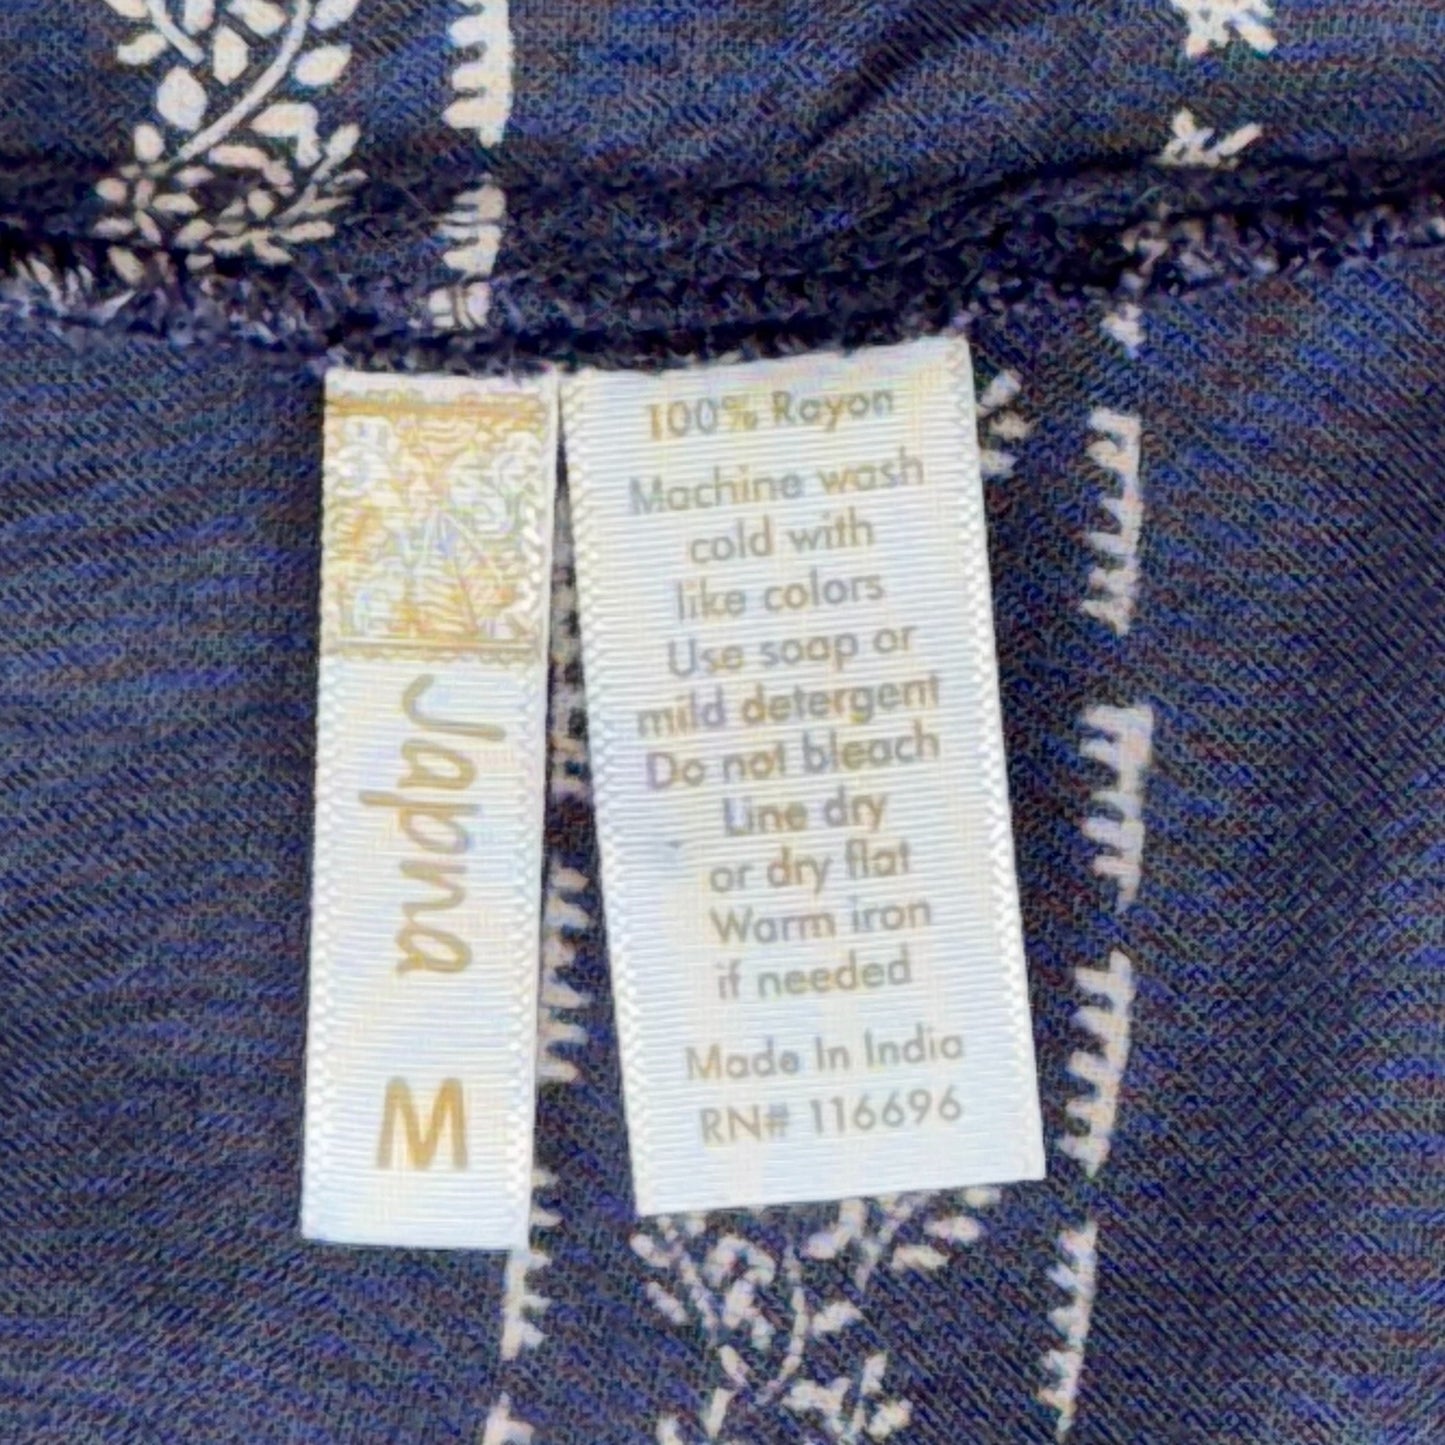 Japna
M
100% Rayon
Machine wash
cold with
like colors
Use soap or
mild detergent
Do not bleach
Line dry
or dry flat
Warm iron
if needed
Made In India
RN# 116696